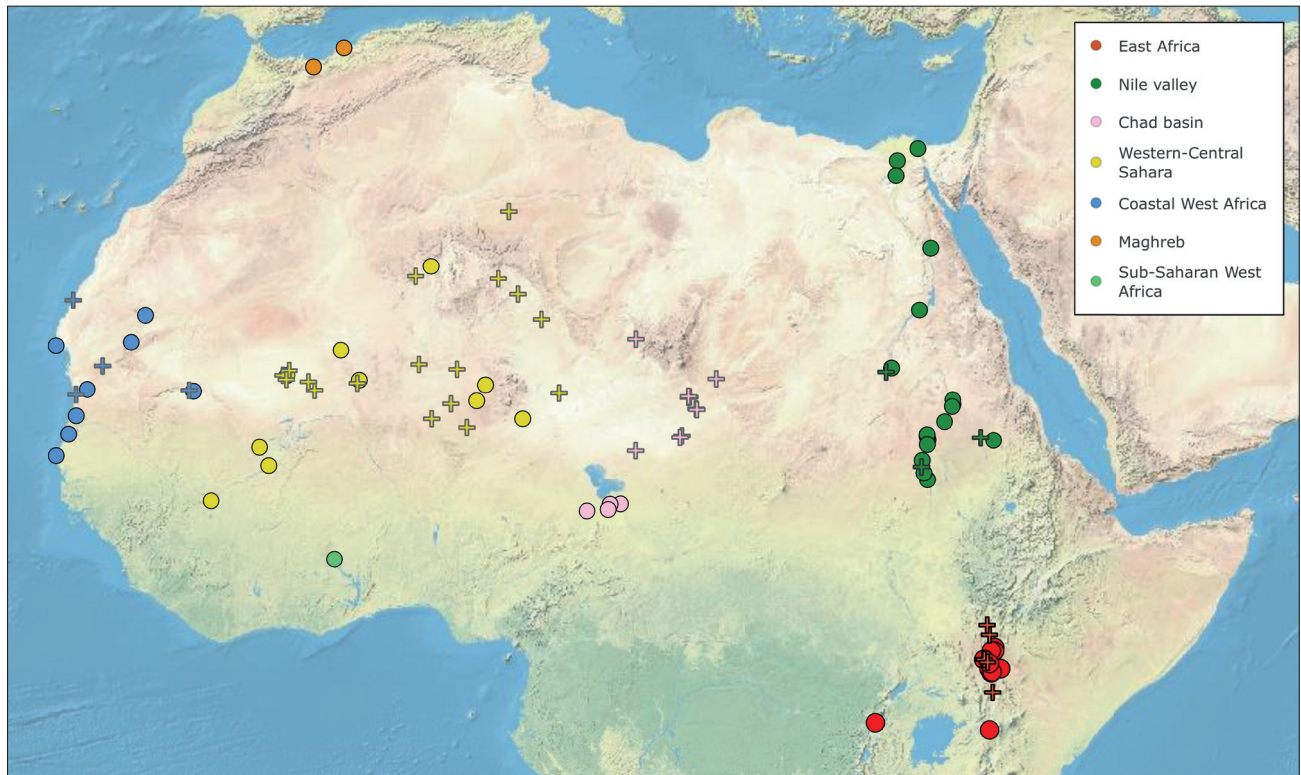 East Africa
Nile valley
Chad basin
Western-Central
Sahara
Coastal West Africa
Maghreb
Sub-Saharan West
Africa